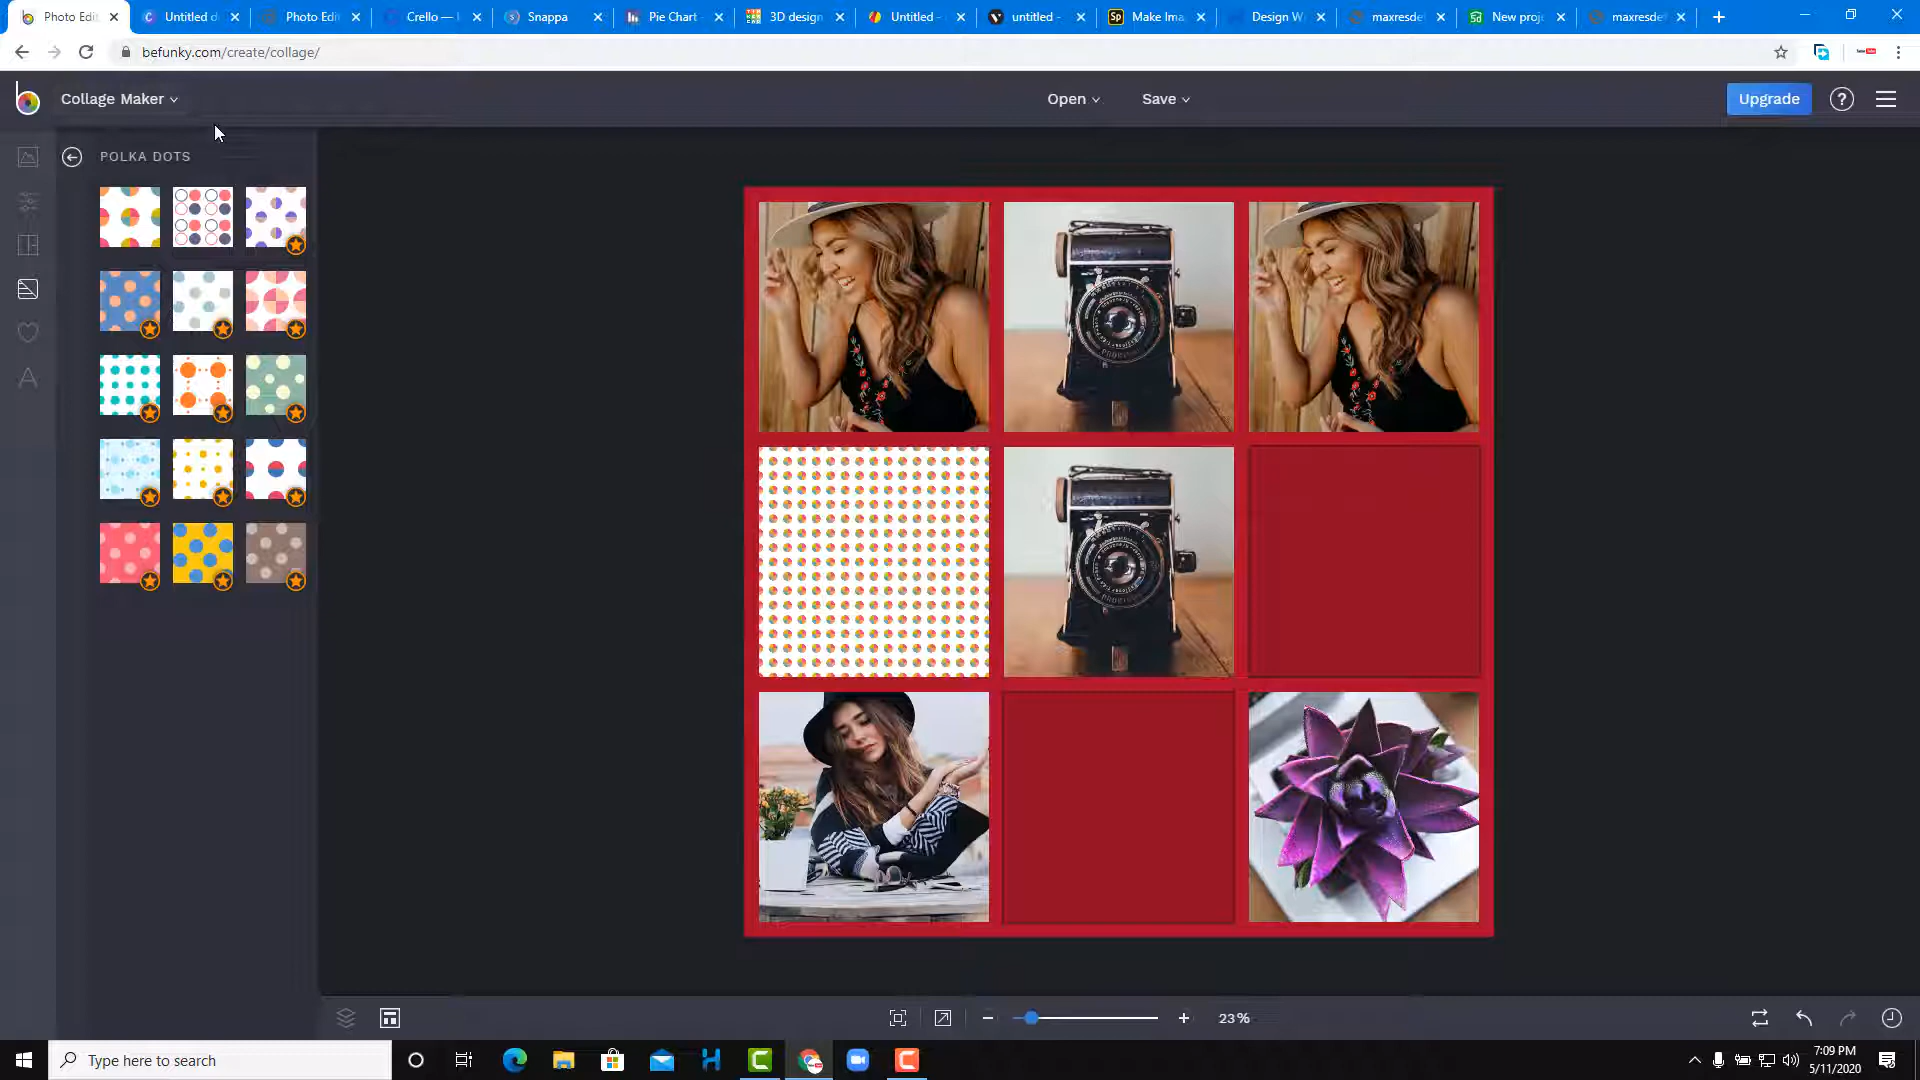 Photo Edi
Untitled d
Photo Edi
Crello —
Snappa
Pie Chart
3D design
Untitled -
untitled -
Make Ima
Design W
maxresde
New proj
maxresde
befunky.com/create/collage/
Collage Maker
Open
Save
Upgrade
?
POLKA DOTS
23%
Type here to search
7:09 PM
5/11/2020